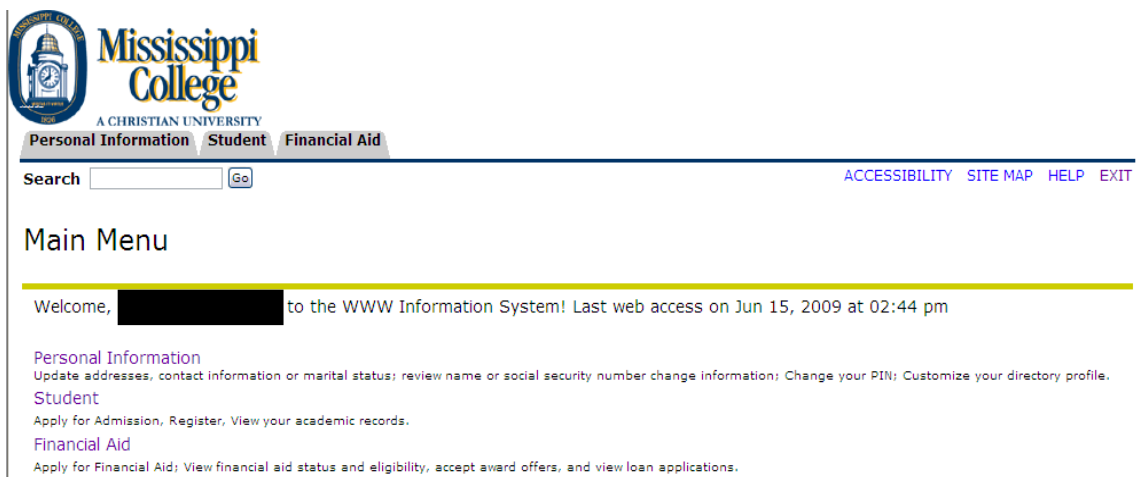 Mississippi
College
A CHRISTIAN UNIVERSITY
1826
Personal Information Student Financial Aid
Search Go ACCESSIBILITY SITE MAP HELP EXIT
Main Menu
Welcome, to the WWW Information System! Last web access on Jun 15, 2009 at 02:44 pm
Personal Information
Update addresses, contact information or marital status; review name or social security number change information; Change your PIN; Customize your directory profile.
Student
Apply for Admission, Register, View your academic records.
Financial Aid
Apply for Financial Aid; View financial aid status and eligibility, accept award offers, and view loan applications.